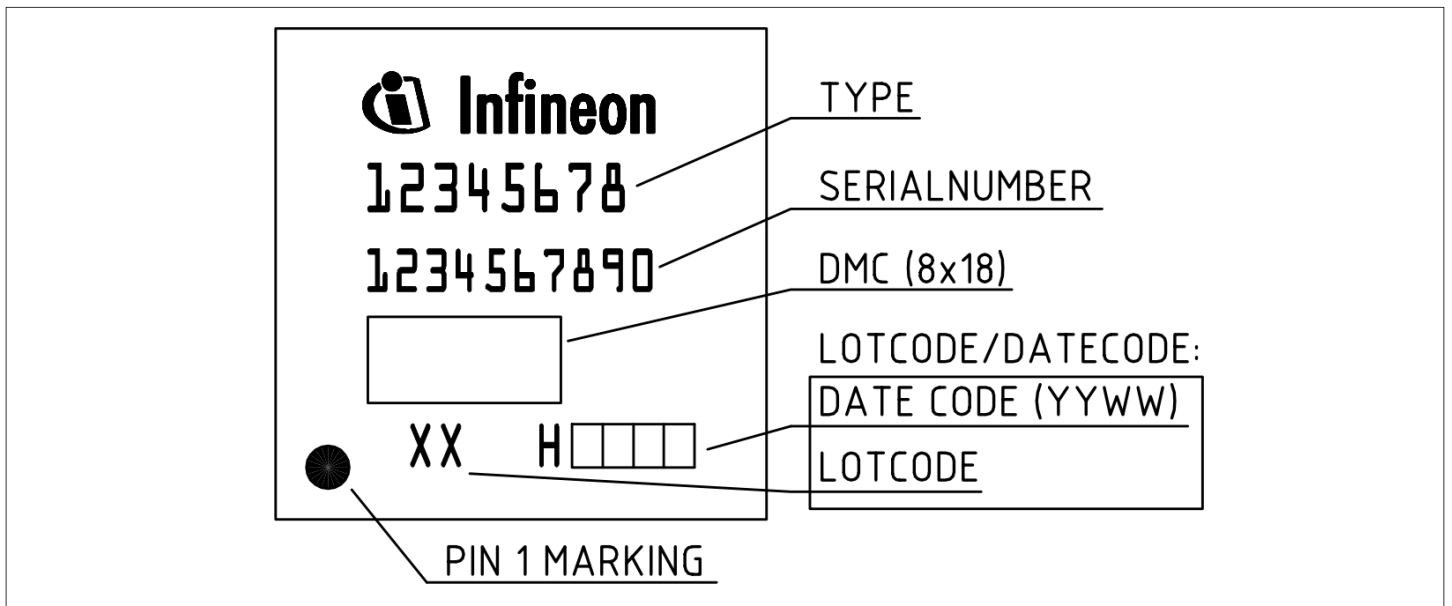 Infineon
12345678
1234567890
XX H
TYPE
SERIALNUMBER
DMC (8x18)
LOTCODE/DATECODE:
DATE CODE (YYWW)
LOTCODE
PIN 1 MARKING